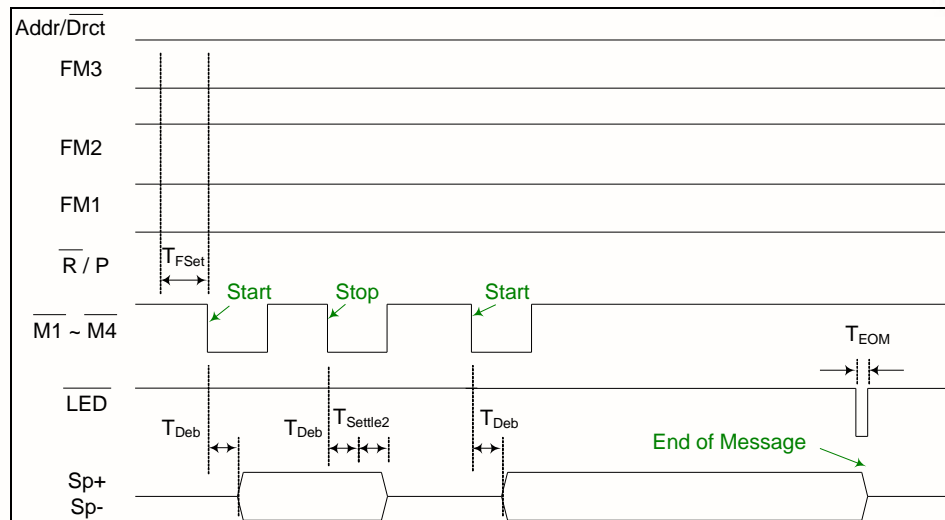 Addr/Drct
FM3
FM2
FM1
R / P
TFSet
Start
Stop
Start
M1 ~ M4
TEOM
LED
TDeb
TDeb
TSettle2
TDeb
End of Message
Sp+
Sp-